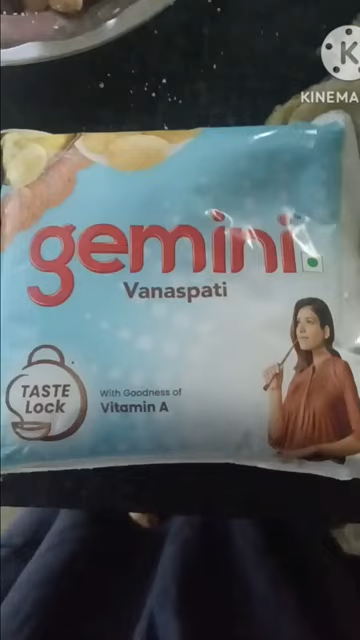 K
KINEMA
gemini
Vanaspati
TASTE
Lock
With Goodness of
Vitamin A